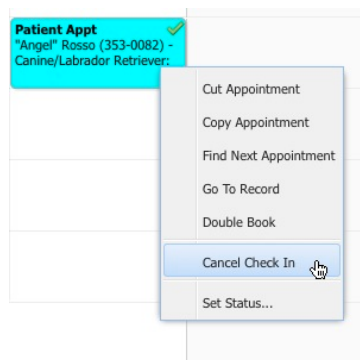 Patient Appt
"Angel" Rosso (353-0082) -
Canine/Labrador Retriever:
Cut Appointment
Copy Appointment
Find Next Appointment
Go To Record
Double Book
Cancel Check In
Set Status...